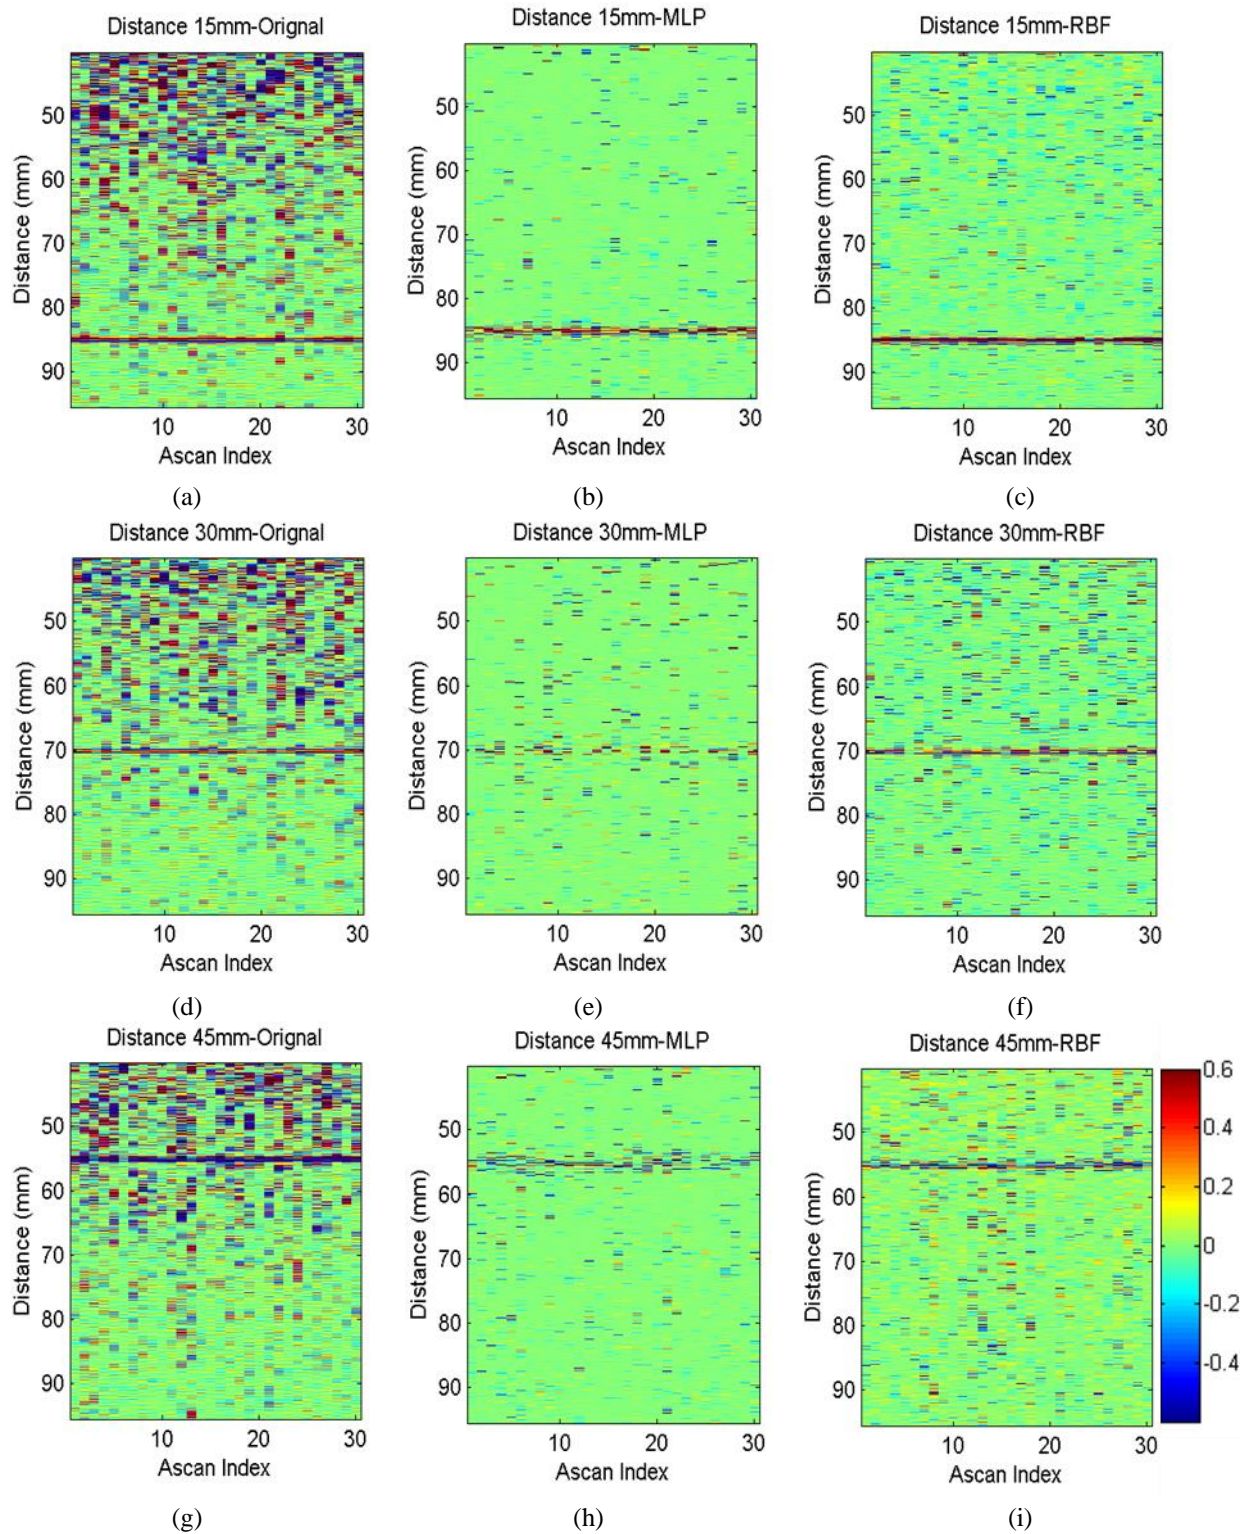 Distance 15mm-Orignal
Distance (mm)
50
60
70
80
90
10 20 30
Ascan Index
(a)
Distance 15mm-MLP
Distance (mm)
50
60
70
80
90
10 20 30
Ascan Index
(b)
Distance 15mm-RBF
Distance (mm)
50
60
70
80
90
10 20 30
Ascan Index
(c)
Distance 30mm-Orignal
Distance (mm)
50
60
70
80
90
10 20 30
Ascan Index
(d)
Distance 30mm-MLP
Distance (mm)
50
60
70
80
90
10 20 30
Ascan Index
(e)
Distance 30mm-RBF
Distance (mm)
50
60
70
80
90
10 20 30
Ascan Index
(f)
Distance 45mm-Orignal
Distance (mm)
50
60
70
80
90
10 20 30
Ascan Index
(g)
Distance 45mm-MLP
Distance (mm)
50
60
70
80
90
10 20 30
Ascan Index
(h)
Distance 45mm-RBF
Distance (mm)
50
60
70
80
90
10 20 30
Ascan Index
(i)
0.6
0.4
0.2
0
-0.2
-0.4